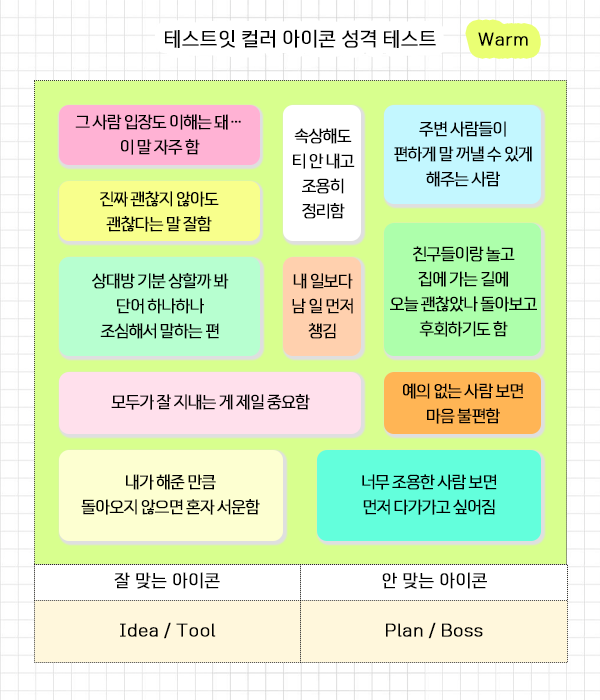 테스트잇 컬러 아이콘 성격 테스트
Warm
그 사람 입장도 이해는 돼…
이 말 자주 함
속상해도
티 안 내고
조용히
정리함
주변 사람들이
편하게 말 꺼낼 수 있게
해주는 사람
진짜 괜찮지 않아도
괜찮다는 말 잘함
친구들이랑 놀고
집에 가는 길에
오늘 괜찮았나 돌아보고
후회하기도 함
상대방 기분 상할까 봐
단어 하나하나
조심해서 말하는 편
내 일보다
남 일 먼저
챙김
모두가 잘 지내는 게 제일 중요함
예의 없는 사람 보면
마음 불편함
내가 해준 만큼
돌아오지 않으면 혼자 서운함
너무 조용한 사람 보면
먼저 다가가고 싶어짐
잘 맞는 아이콘
안 맞는 아이콘
Idea / Tool
Plan / Boss